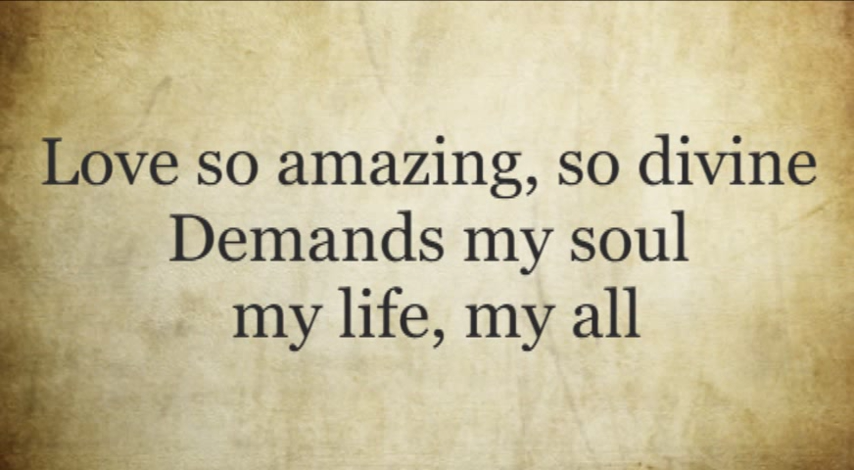 Love so amazing, so divine
Demands my soul
my life, my all